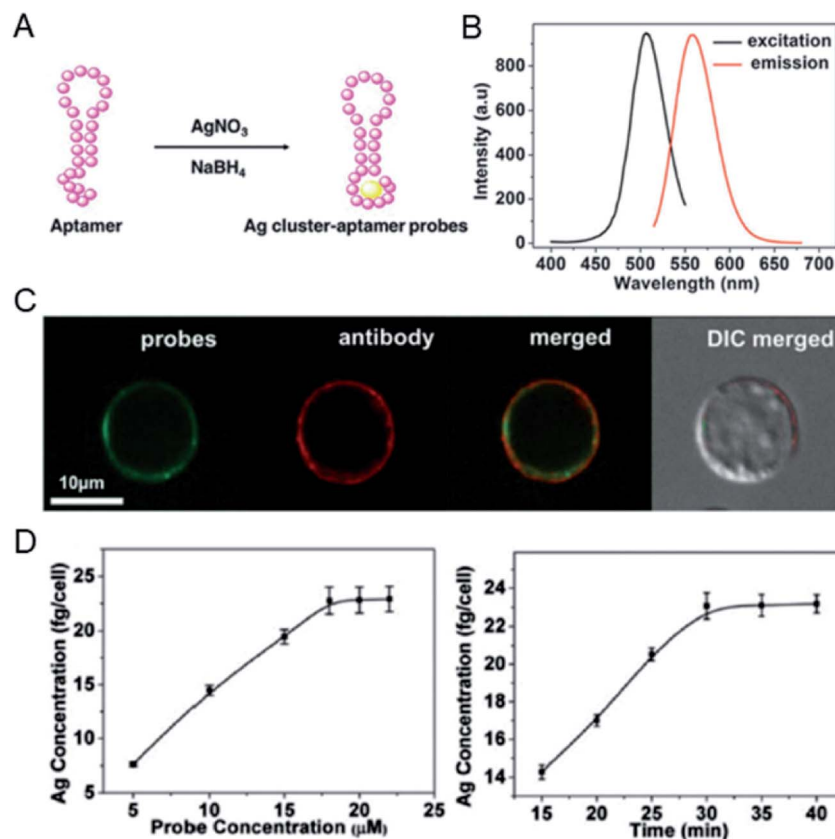 A
AgNO3
NaBH4
Aptamer
Ag cluster-aptamer probes
B
excitation
emission
Intensity (a.u)
800
600
400
200
0
400 450 500 550 600 650 700
Wavelength (nm)
C
probes antibody merged DIC merged
10μm
D
Ag Concentration (fg/cell)
25
20
15
10
5
5 10 15 20 25
Probe Concentration (μM)
Ag Concentration (fg/cell)
24
22
20
18
16
14
15 20 25 30 35 40
Time (min)